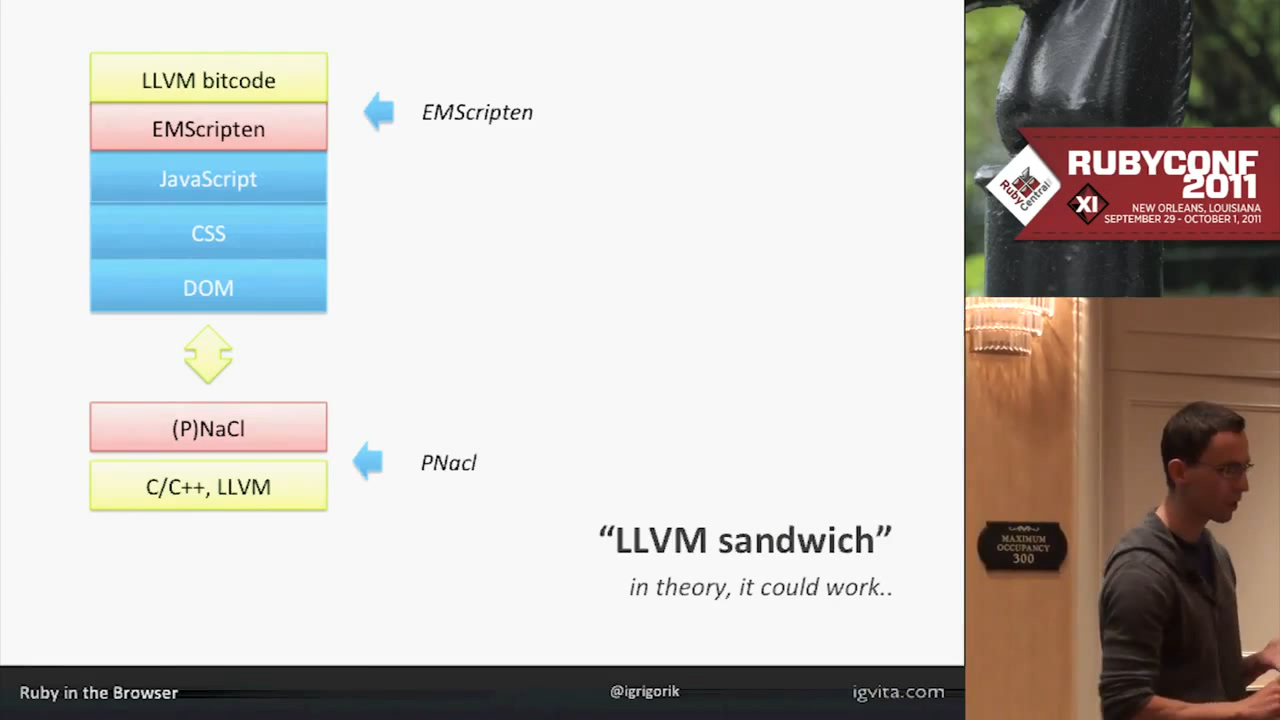 LLVM bitcode
EMScripten
EMScripten
JavaScript
CSS
DOM
(P)NaCl
PNacl
C/C++, LLVM
“LLVM sandwich”
in theory, it could work..
Ruby in the Browser
@igrigorik
igvita.com
RUBYCONF
2011
RubyCentral
XI
NEW ORLEANS, LOUISIANA
SEPTEMBER 29 - OCTOBER 1, 2011
MAXIMUM
OCCUPANCY
300